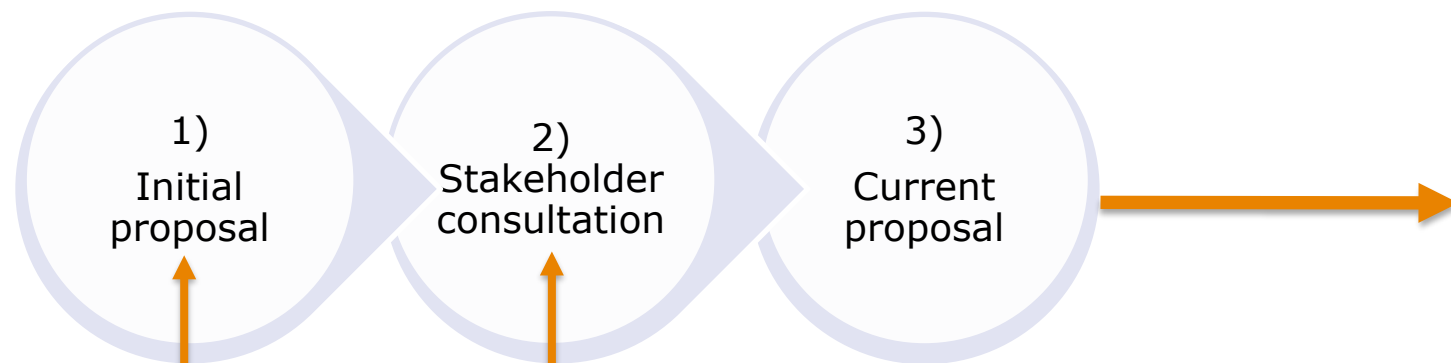 1)
Initial
proposal
2)
Stakeholder
consultation
3)
Current
proposal